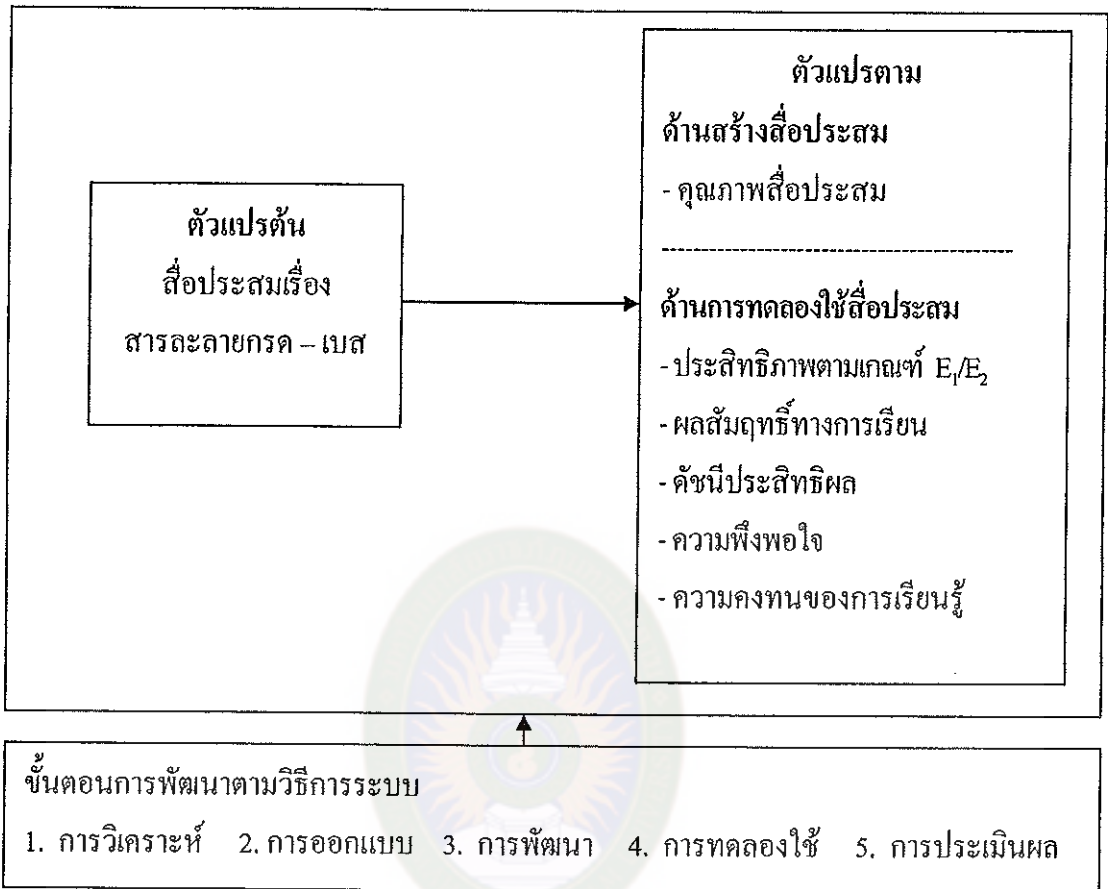 ตัวแปรต้น
สื่อประสมเรื่อง
สารละลายกรด – เบส
ตัวแปรตาม
ด้านสร้างสื่อประสม
- คุณภาพสื่อประสม
ด้านการทดลองใช้สื่อประสม
- ประสิทธิภาพตามเกณฑ์ E₁/E₂
- ผลสัมฤทธิ์ทางการเรียน
- ดัชนีประสิทธิผล
- ความพึงพอใจ
- ความคงทนของการเรียนรู้
ขั้นตอนการพัฒนาตามวิธีการระบบ
1. การวิเคราะห์ 2. การออกแบบ 3. การพัฒนา 4. การทดลองใช้ 5. การประเมินผล